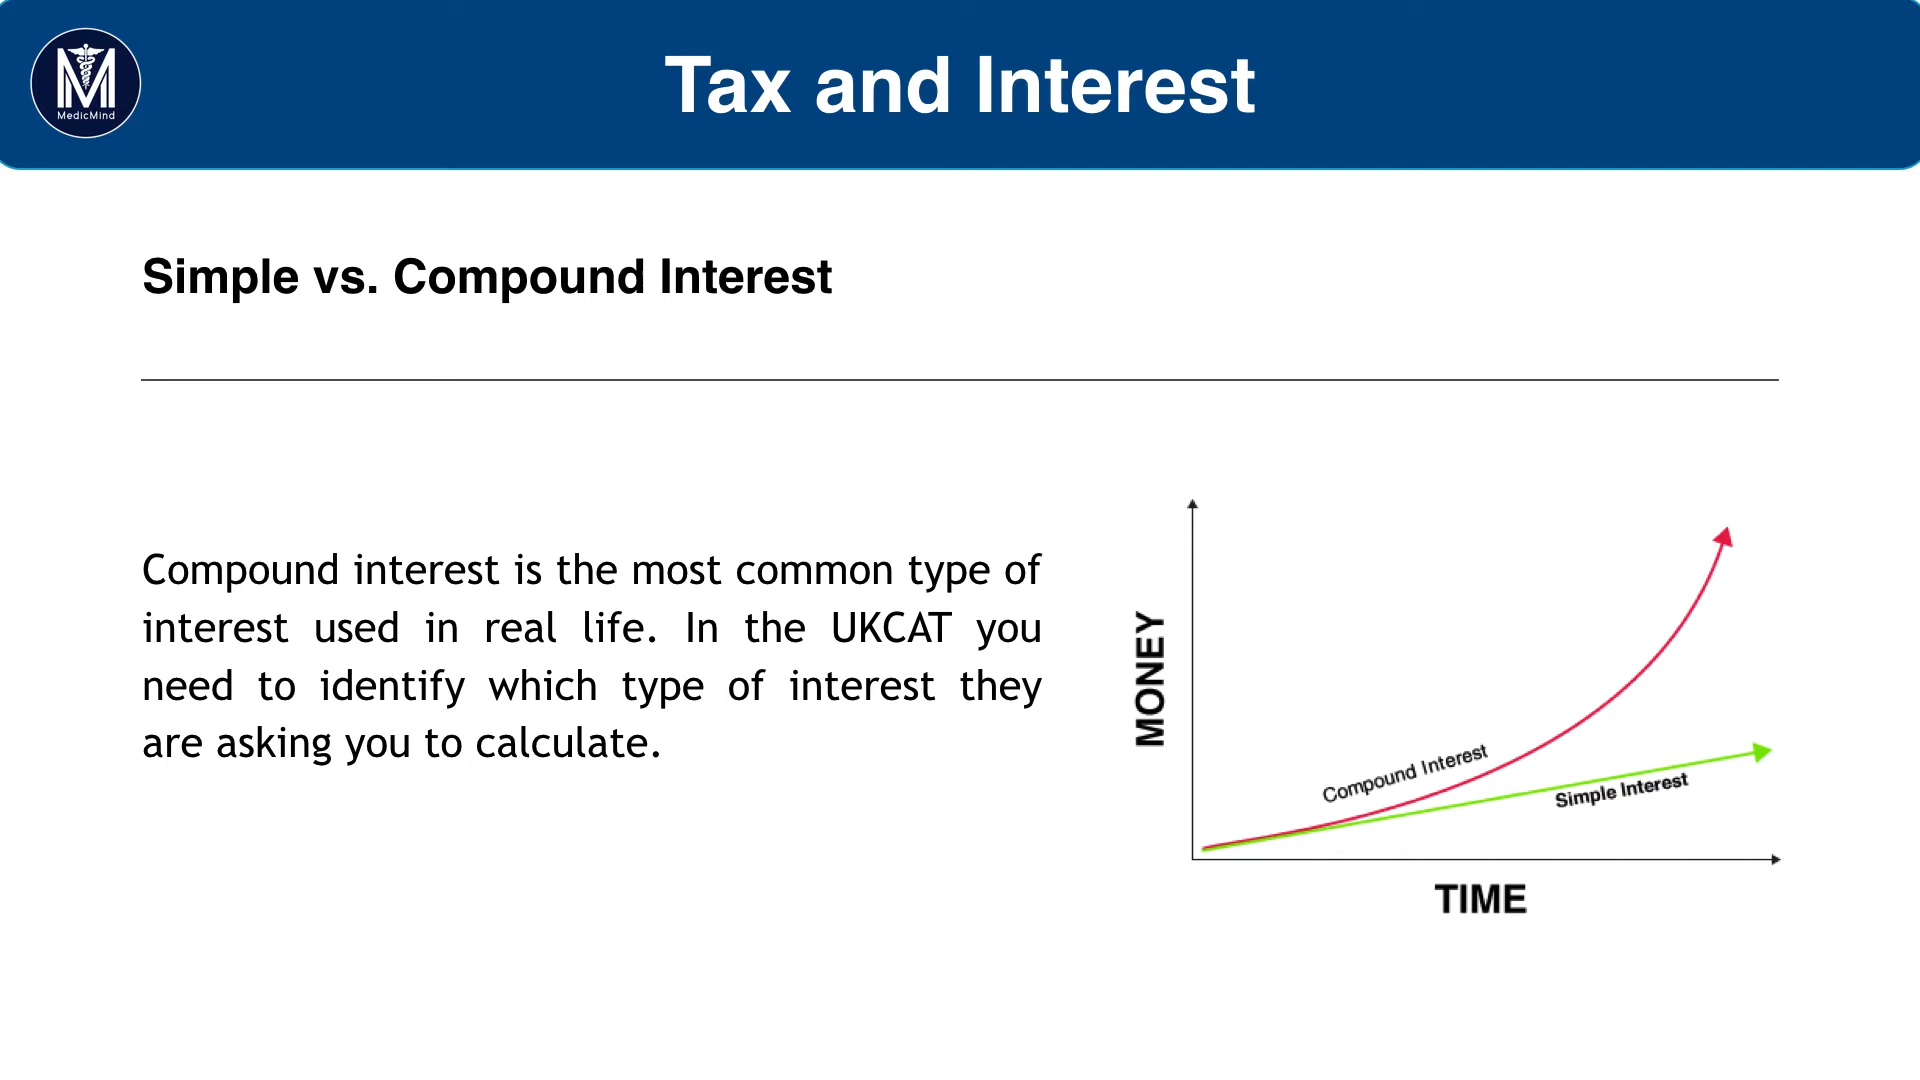 M
MedicMind
Tax and Interest
Simple vs. Compound Interest
Compound interest is the most common type of
interest used in real life. In the UKCAT you
need to identify which type of interest they
are asking you to calculate.
MONEY
Compound Interest
Simple Interest
TIME